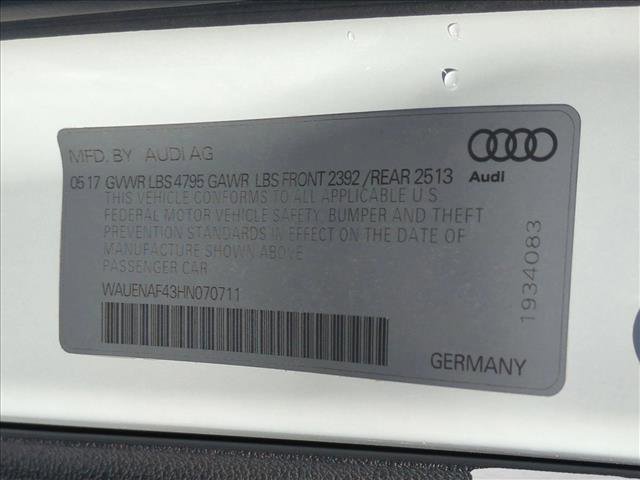 MFD. BY AUDI AG
Audi
05 17 GVWR LBS 4795 GAWR LBS FRONT 2392 /REAR 2513
THIS VEHICLE CONFORMS TO ALL APPLICABLE U S
FEDERAL MOTOR VEHICLE SAFETY, BUMPER AND THEFT
PREVENTION STANDARDS IN EFFECT ON THE DATE OF
MANUFACTURE SHOWN ABOVE
PASSENGER CAR
WAUENAF43HN070711
GERMANY
1934083